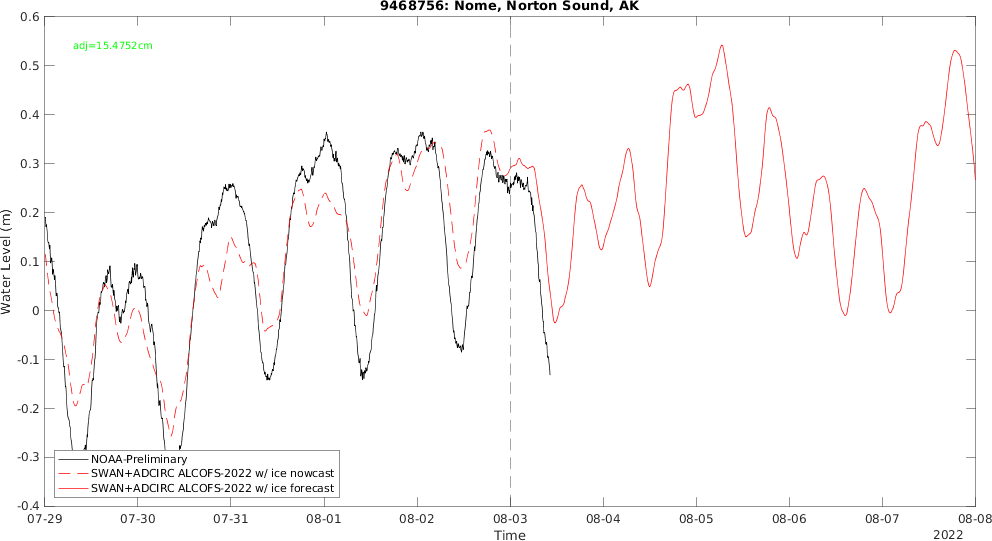 9468756: Nome, Norton Sound, AK
adj=15.4752cm
Water Level (m)
0.6
0.5
0.4
0.3
0.2
0.1
0
-0.1
-0.2
-0.3
-0.4
NOAA-Preliminary
SWAN+ADCIRC ALCOFS-2022 w/ ice nowcast
SWAN+ADCIRC ALCOFS-2022 w/ ice forecast
07-29 07-30 07-31 08-01 08-02 08-03 08-04 08-05 08-06 08-07 08-08
Time
2022